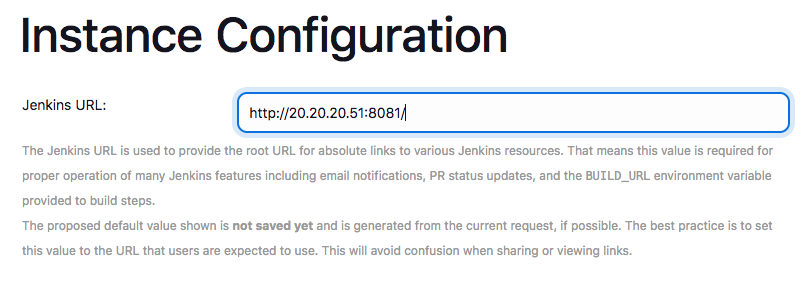 Instance Configuration
Jenkins URL: http://20.20.20.51:8081/
The Jenkins URL is used to provide the root URL for absolute links to various Jenkins resources. That means this value is required for
proper operation of many Jenkins features including email notifications, PR status updates, and the BUILD_URL environment variable
provided to build steps.
The proposed default value shown is not saved yet and is generated from the current request, if possible. The best practice is to set
this value to the URL that users are expected to use. This will avoid confusion when sharing or viewing links.